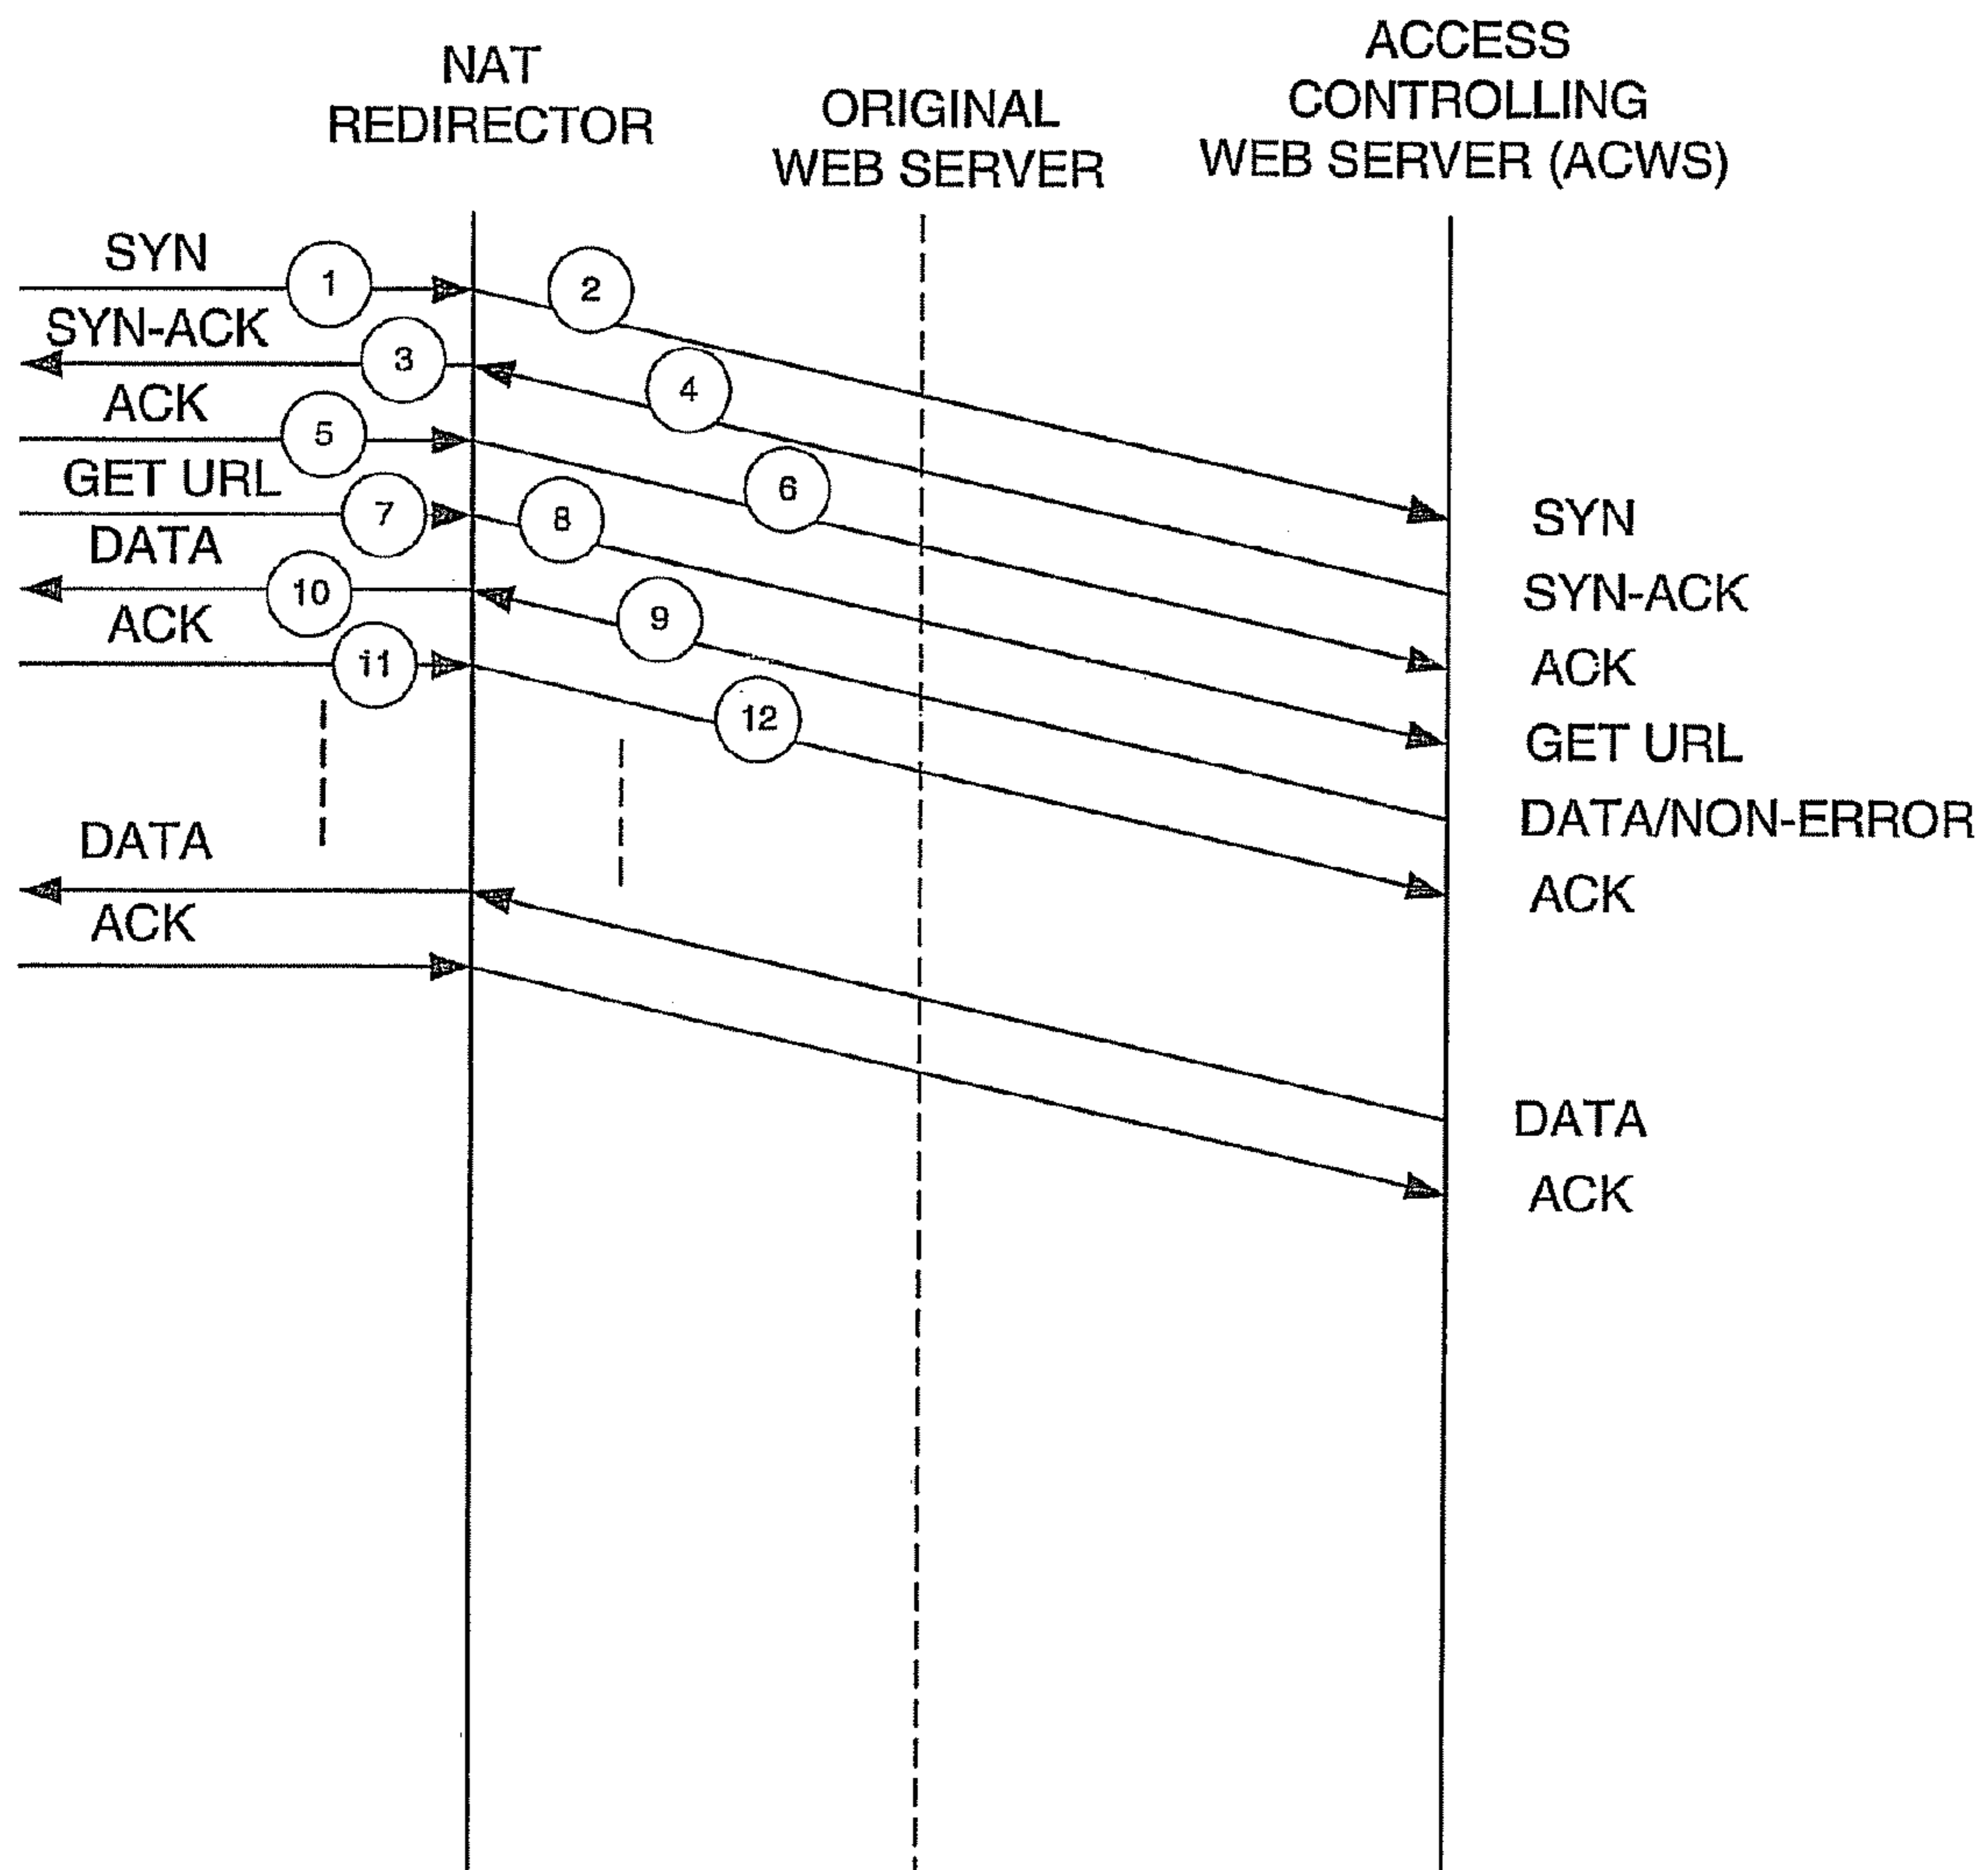 NAT
REDIRECTOR
ORIGINAL
WEB SERVER
ACCESS
CONTROLLING
WEB SERVER (ACWS)
SYN
1
2
SYN-ACK
3
4
ACK
5
6
GET URL
7
8
DATA
10
9
ACK
11
12
DATA
ACK
SYN
SYN-ACK
ACK
GET URL
DATA/NON-ERROR
ACK
DATA
ACK